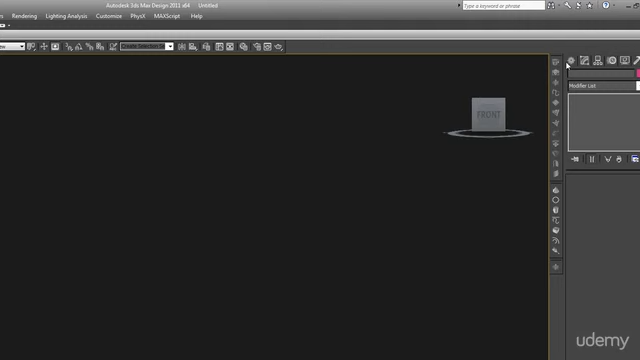 Autodesk 3ds Max Design 2011 x64    Untitled
Type a keyword or phrase
Rendering    Lighting Analysis    Customize    PhysX    MAXScript    Help
Modifier List
FRONT
udemy